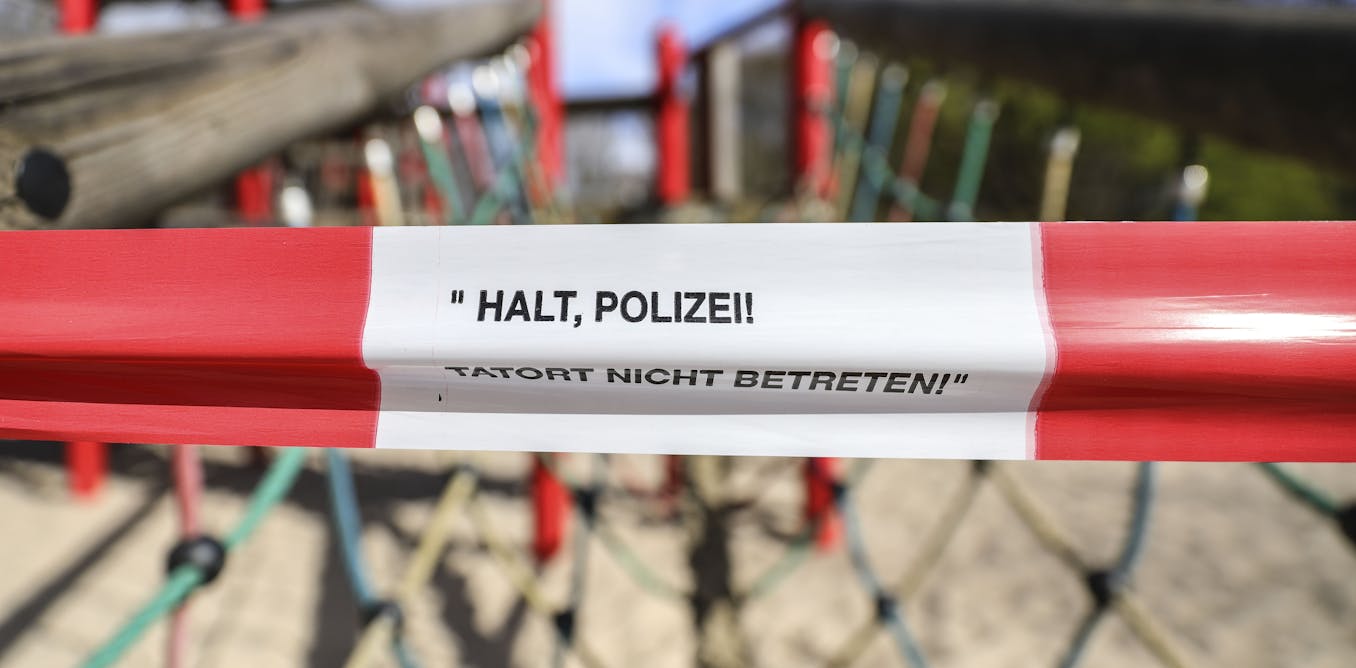 " HALT, POLIZEI!
TATORT NICHT BETRETEN!"